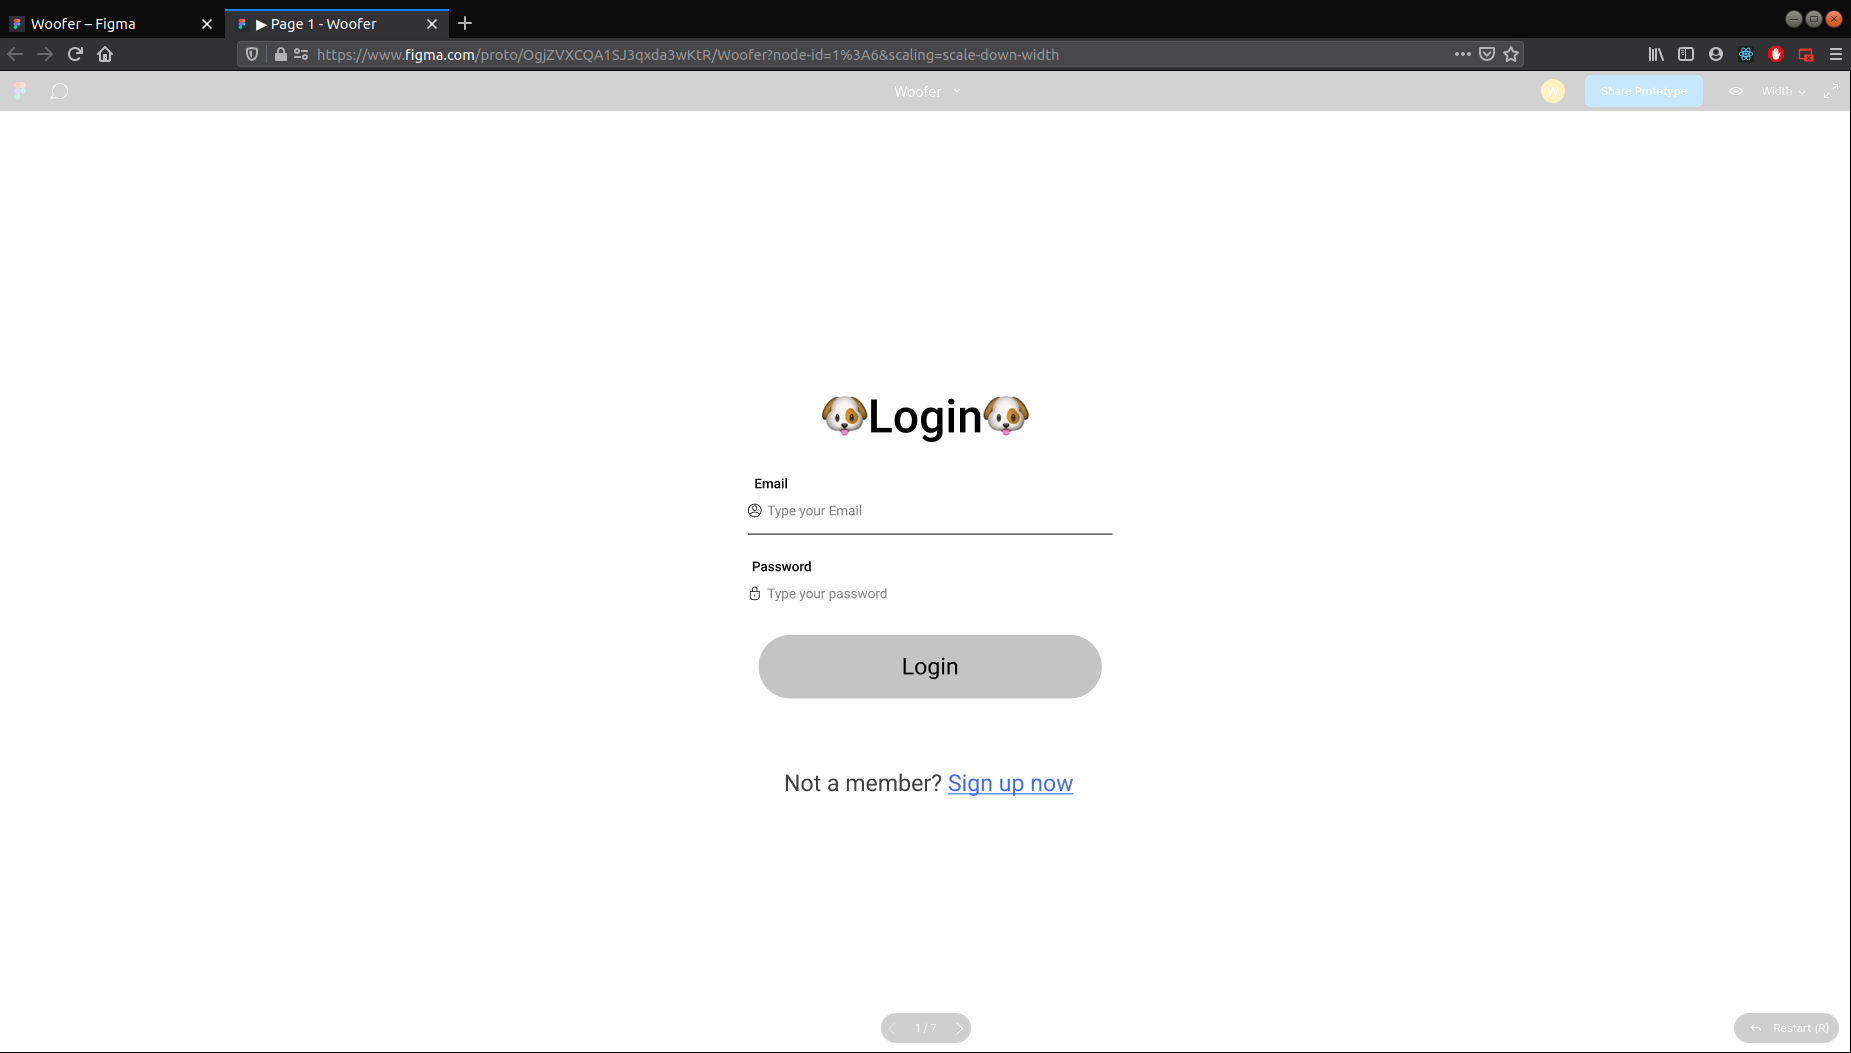 Woofer – Figma
▶ Page 1 - Woofer
https://www.figma.com/proto/OgjZVXCQA1SJ3qxda3wKtR/Woofer?node-id=1%3A6&scaling=scale-down-width
Woofer
W
Share Prototype
Width
🐶Login🐶
Email
Type your Email
Password
Type your password
Login
Not a member? Sign up now
1 / 7
Restart (R)